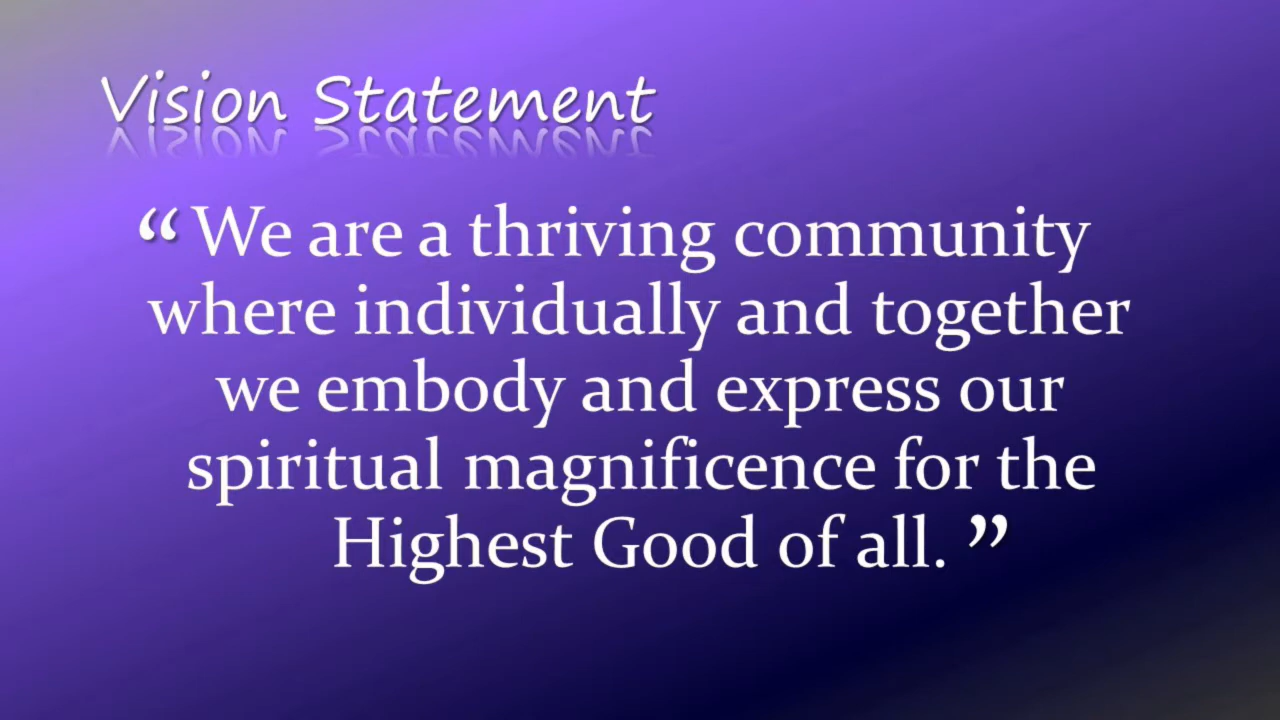 Vision Statement
“ We are a thriving community
where individually and together
we embody and express our
spiritual magnificence for the
Highest Good of all. ”